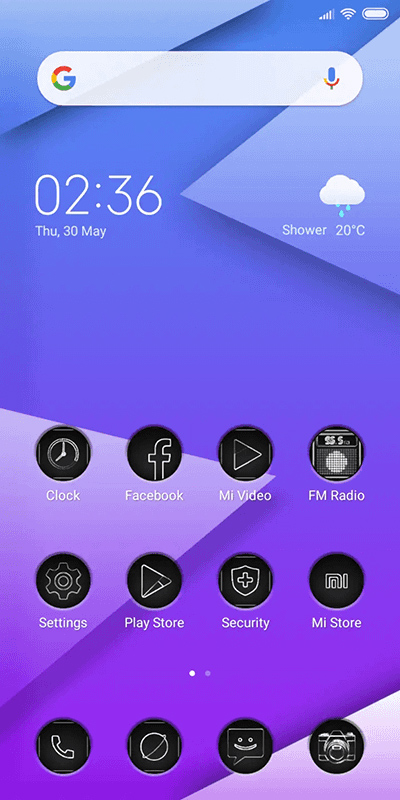 02:36
Thu, 30 May
Shower 20°C
Clock Facebook Mi Video FM Radio
Settings Play Store Security Mi Store